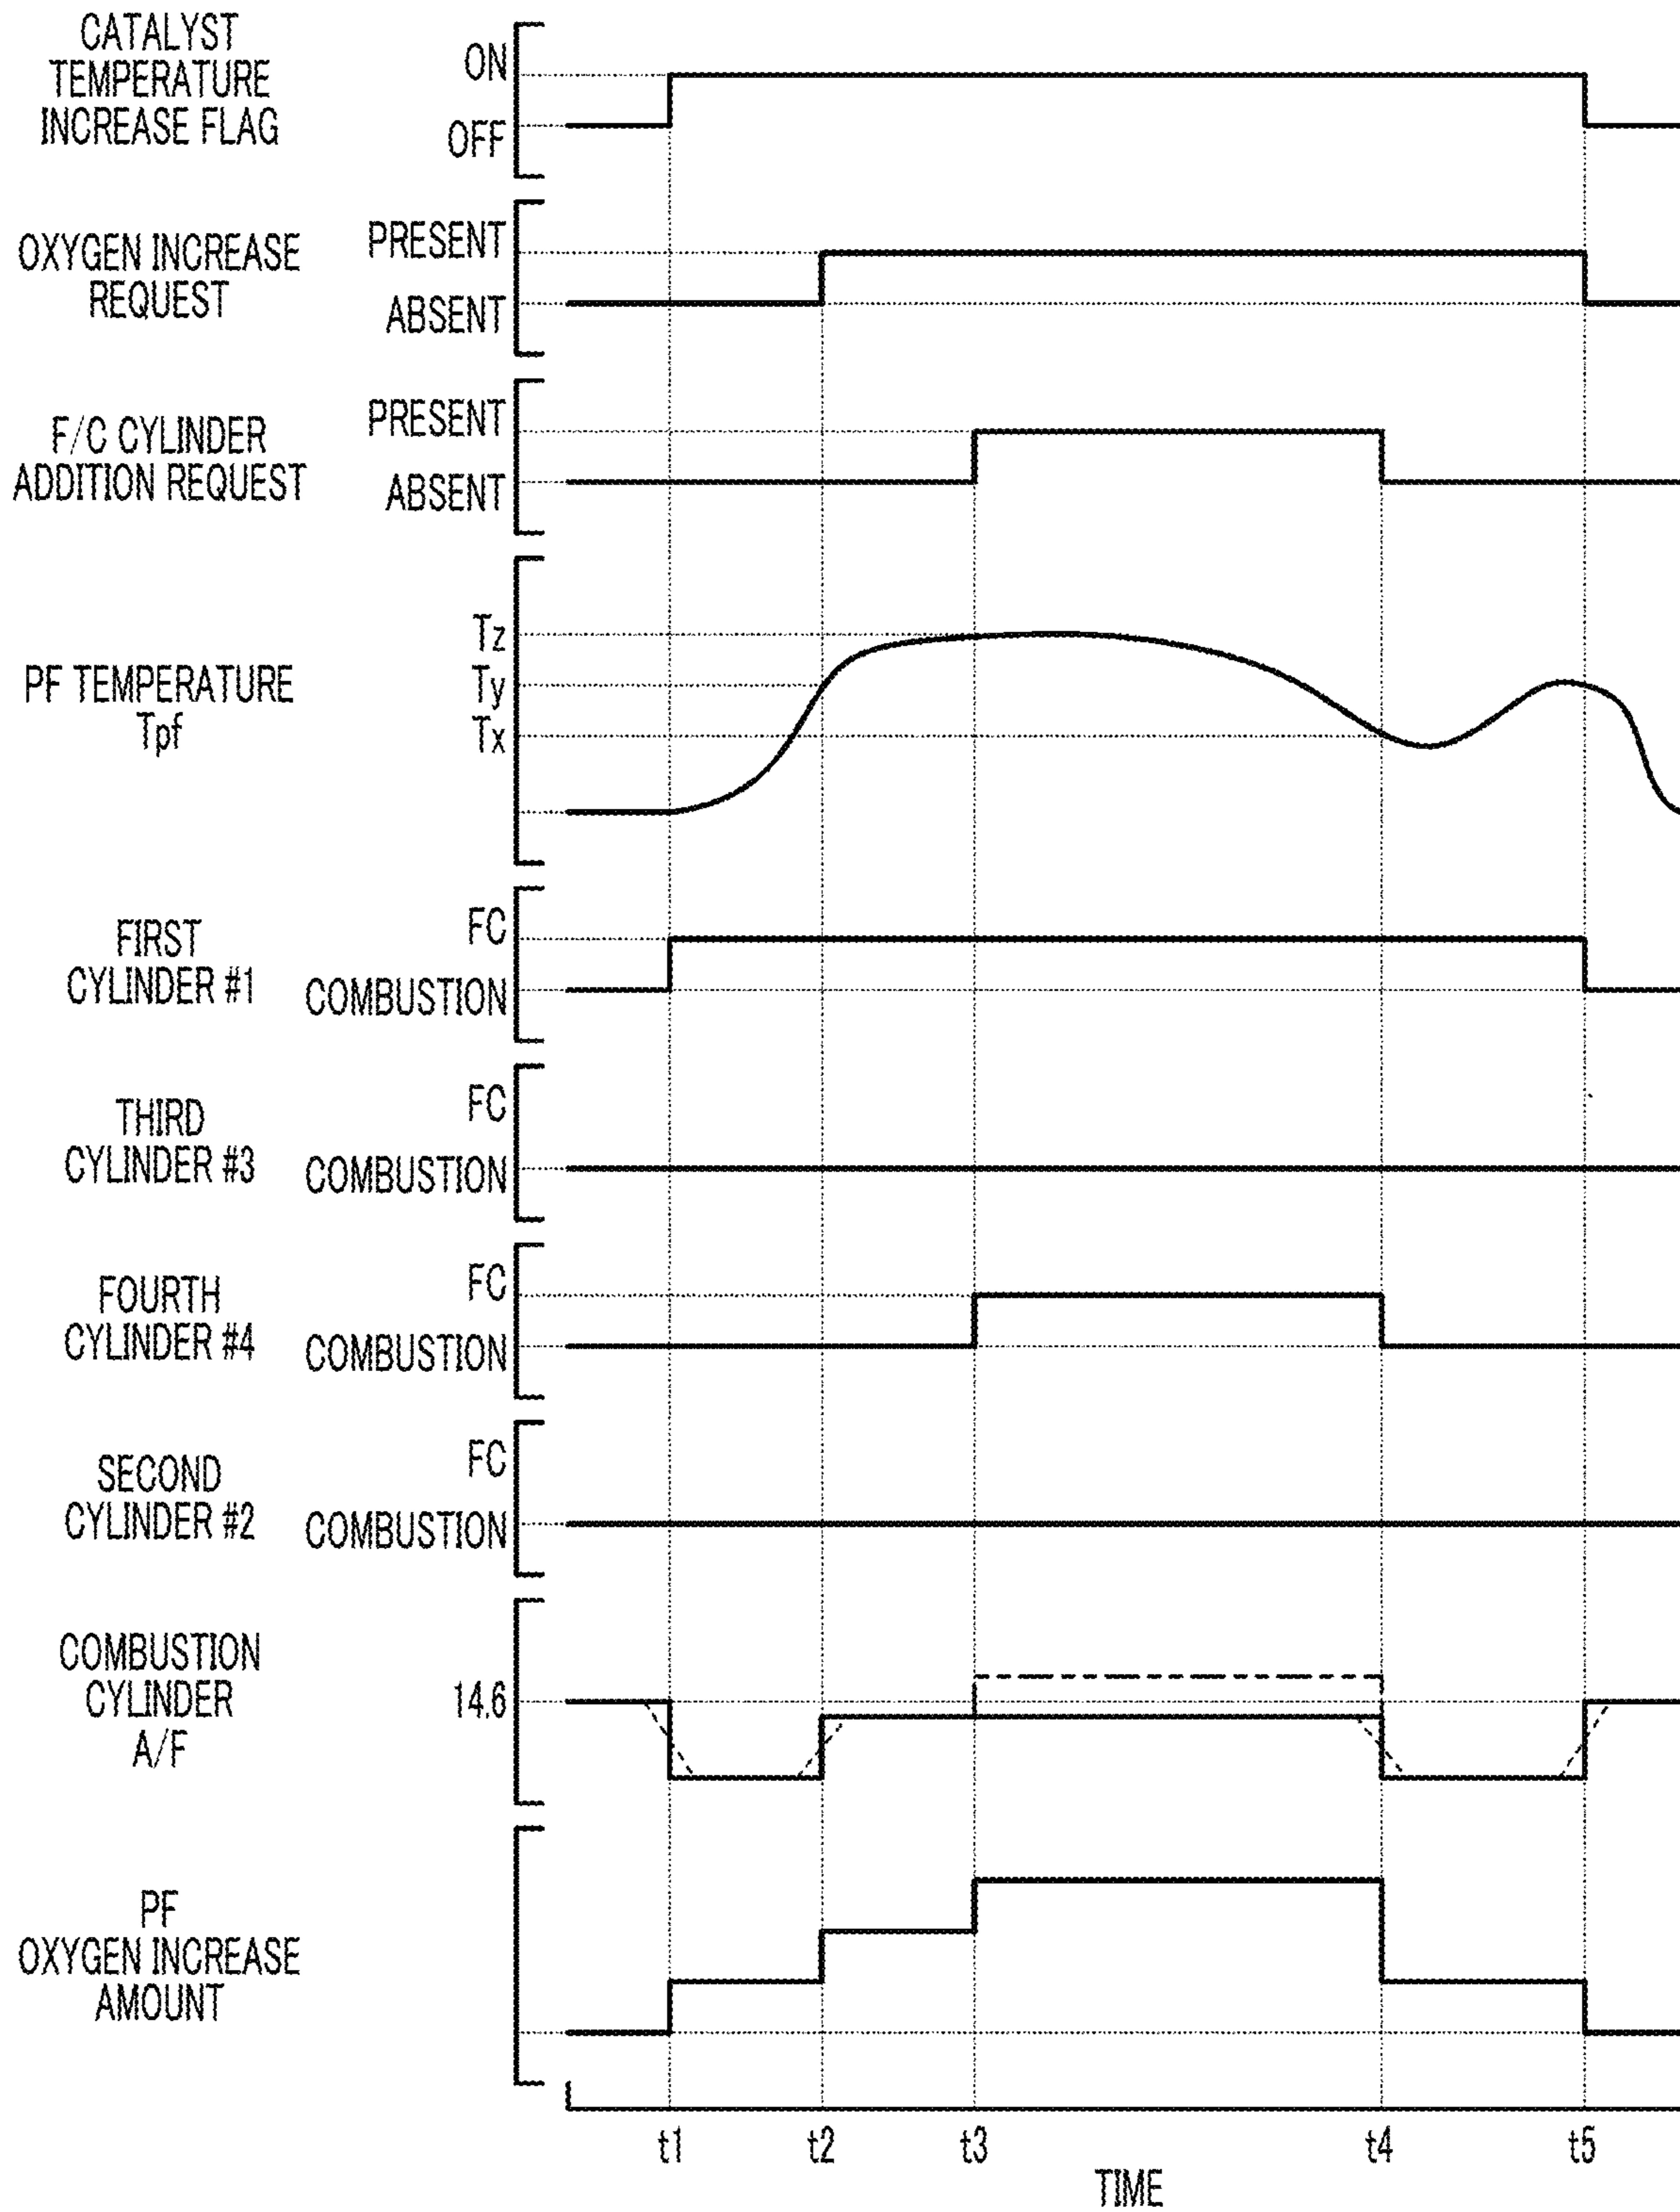 CATALYST
TEMPERATURE
INCREASE FLAG
ON
OFF
OXYGEN INCREASE
REQUEST
PRESENT
ABSENT
F/C CYLINDER
ADDITION REQUEST
PRESENT
ABSENT
PF TEMPERATURE
Tpf
Tz
Ty
Tx
FIRST
CYLINDER #1
FC
COMBUSTION
THIRD
CYLINDER #3
FC
COMBUSTION
FOURTH
CYLINDER #4
FC
COMBUSTION
SECOND
CYLINDER #2
FC
COMBUSTION
COMBUSTION
CYLINDER
A/F
14.6
PF
OXYGEN INCREASE
AMOUNT
t1 t2 t3 t4 t5
TIME